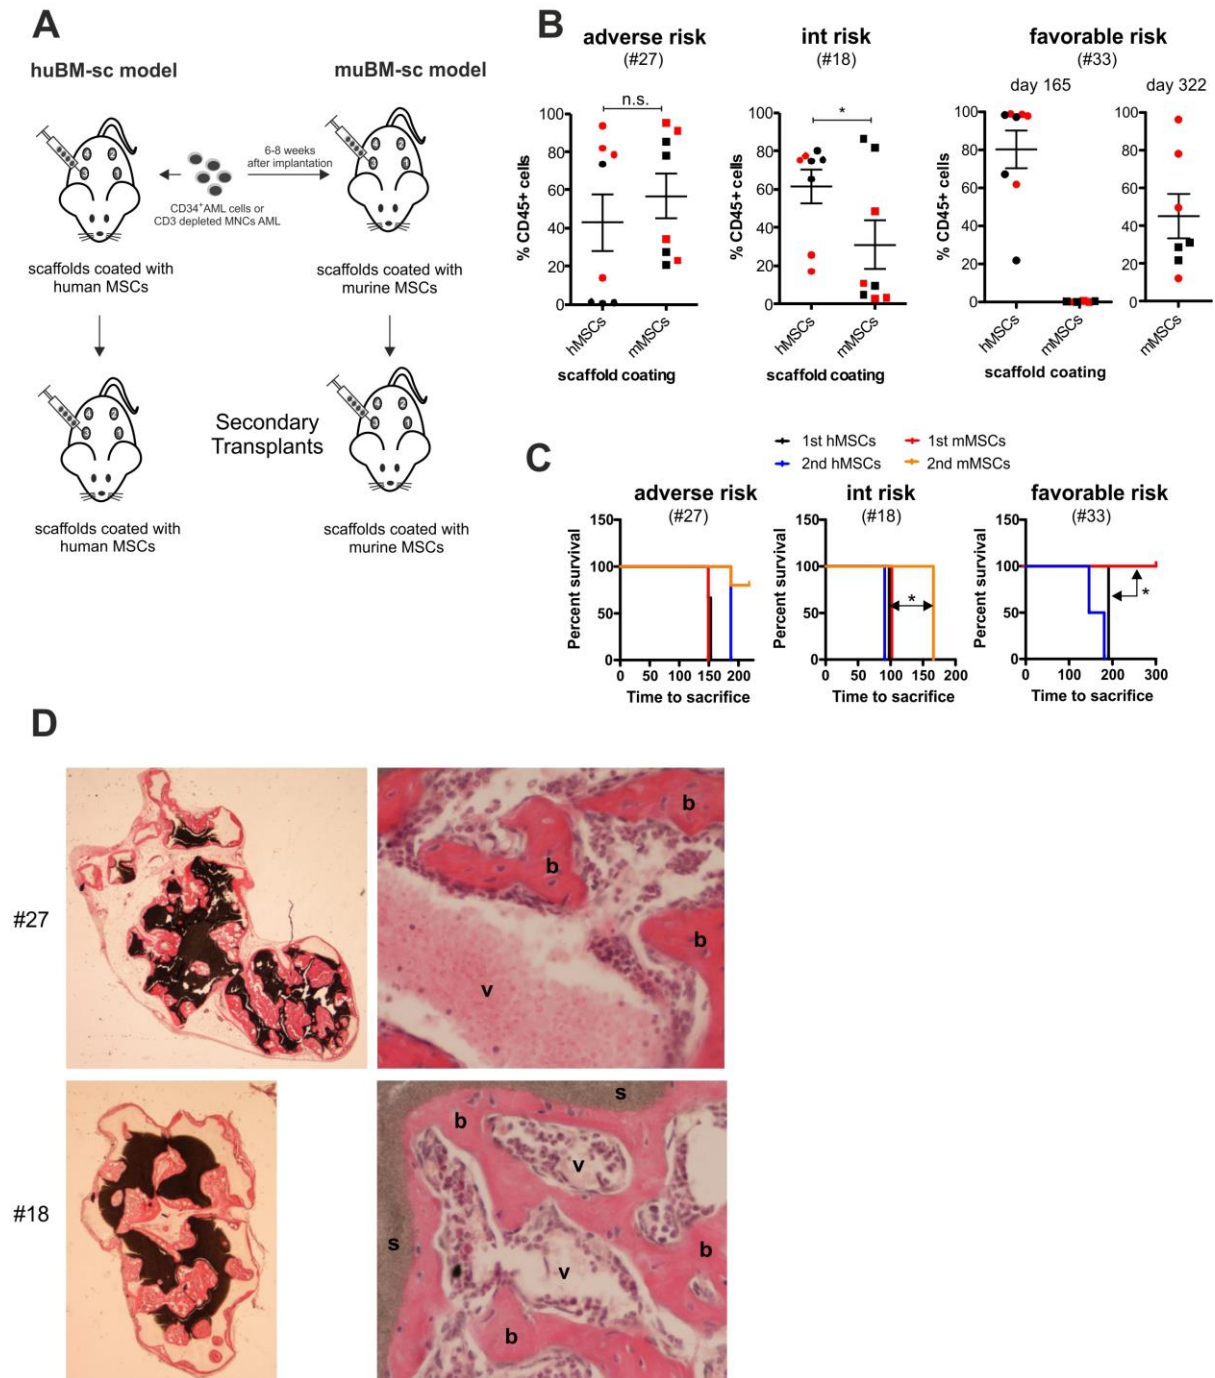 A
huBM-sc model
muBM-sc model
6-8 weeks
after implantation
CD34+AML cells or
CD3 depleted MNCs AML
scaffolds coated with
human MSCs
scaffolds coated with
murine MSCs
Secondary
Transplants
scaffolds coated with
human MSCs
scaffolds coated with
murine MSCs
B
adverse risk
(#27)
n.s.
% CD45+ cells
100
80
60
40
20
0
hMSCs
mMSCs
scaffold coating
int risk
(#18)
*
% CD45+ cells
100
80
60
40
20
0
hMSCs
mMSCs
scaffold coating
favorable risk
(#33)
day 165
day 322
% CD45+ cells
100
80
60
40
20
0
hMSCs
mMSCs
scaffold coating
100
80
60
40
20
0
mMSCs
C
1st hMSCs
1st mMSCs
2nd hMSCs
2nd mMSCs
adverse risk
(#27)
Percent survival
150
100
50
0
0 50 100 150 200
Time to sacrifice
int risk
(#18)
Percent survival
150
100
50
0
*
0 50 100 150 200
Time to sacrifice
favorable risk
(#33)
Percent survival
150
100
50
0
*
0 100 200 300
Time to sacrifice
D
#27
b
b
b
v
#18
s
b
v
s
v
b
b